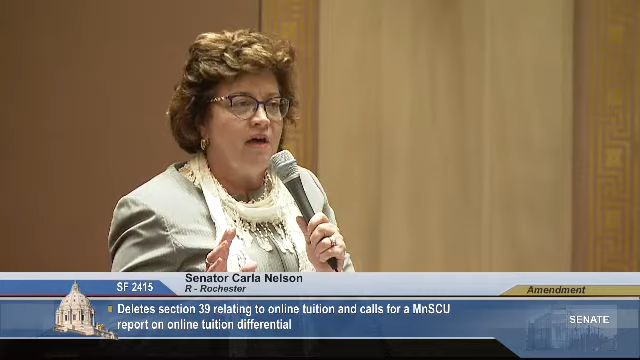 Senator Carla Nelson
SF 2415
R - Rochester
Amendment
Deletes section 39 relating to online tuition and calls for a MnSCU
report on online tuition differential
SENATE